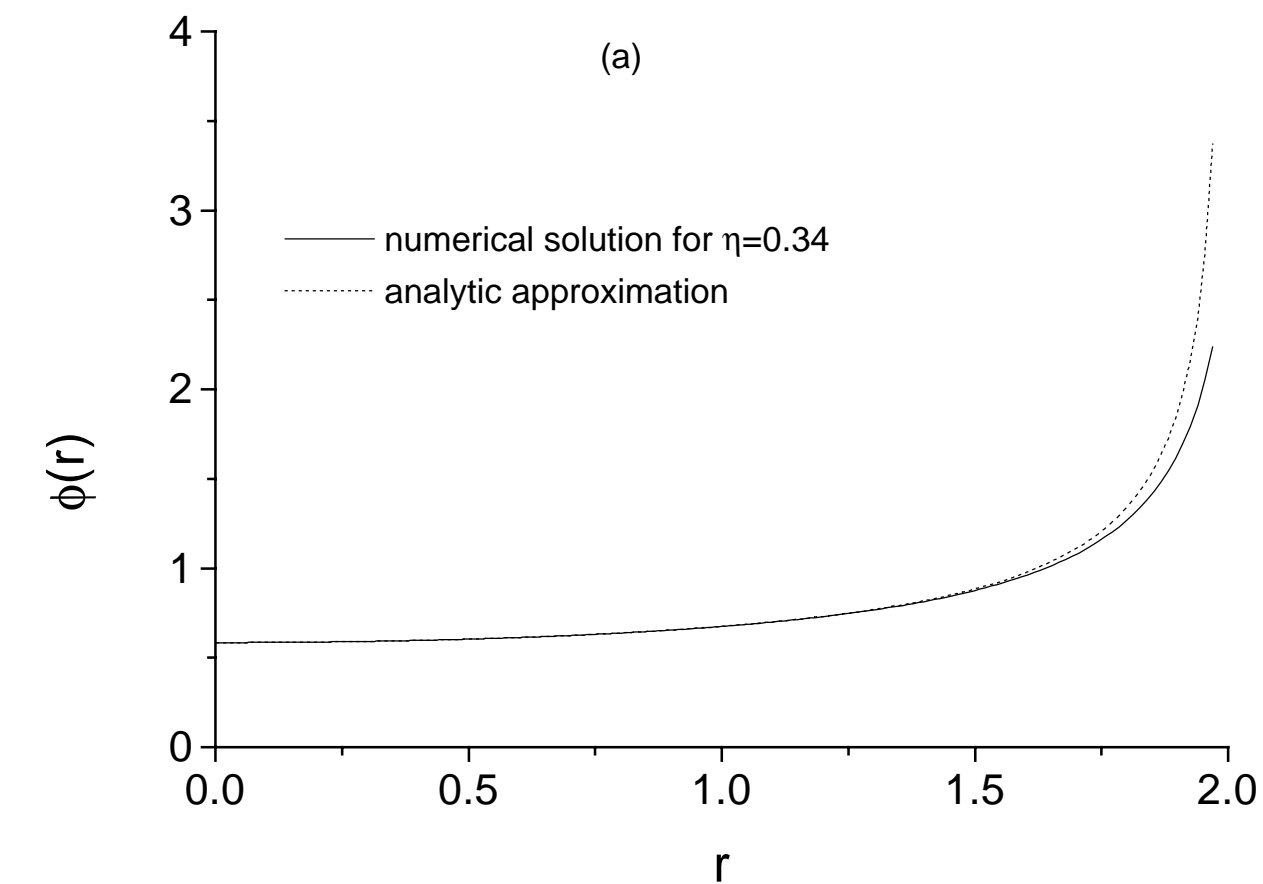 (a)
4
3
2
1
0
numerical solution for η=0.34
analytic approximation
ϕ(r)
0.0 0.5 1.0 1.5 2.0
r